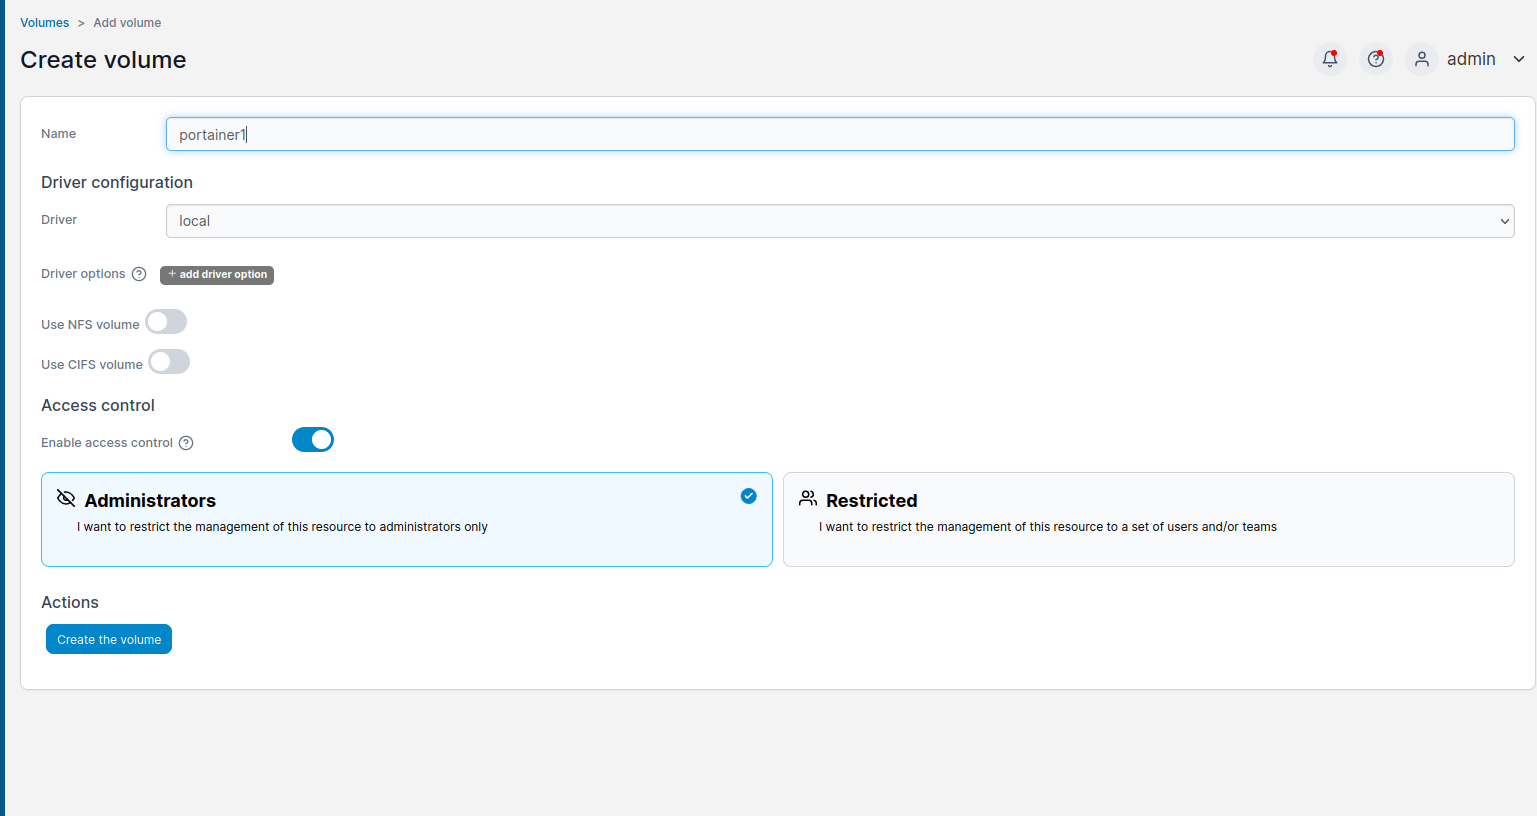 Volumes > Add volume
Create volume
admin
Name
portainer1
Driver configuration
Driver
local
Driver options
+ add driver option
Use NFS volume
Use CIFS volume
Access control
Enable access control
Administrators
I want to restrict the management of this resource to administrators only
Restricted
I want to restrict the management of this resource to a set of users and/or teams
Actions
Create the volume